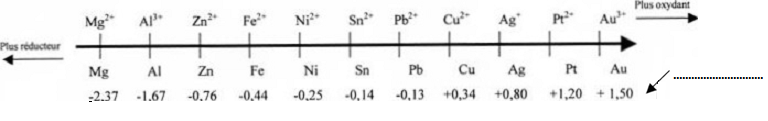 Plus oxydant
Mg²⁺ Al³⁺ Zn²⁺ Fe²⁺ Ni²⁺ Sn²⁺ Pb²⁺ Cu²⁺ Ag⁺ Pt²⁺ Au³⁺
Plus réducteur
Mg Al Zn Fe Ni Sn Pb Cu Ag Pt Au
-2,37 -1,67 -0,76 -0,44 -0,25 -0,14 -0,13 +0,34 +0,80 +1,20 + 1,50